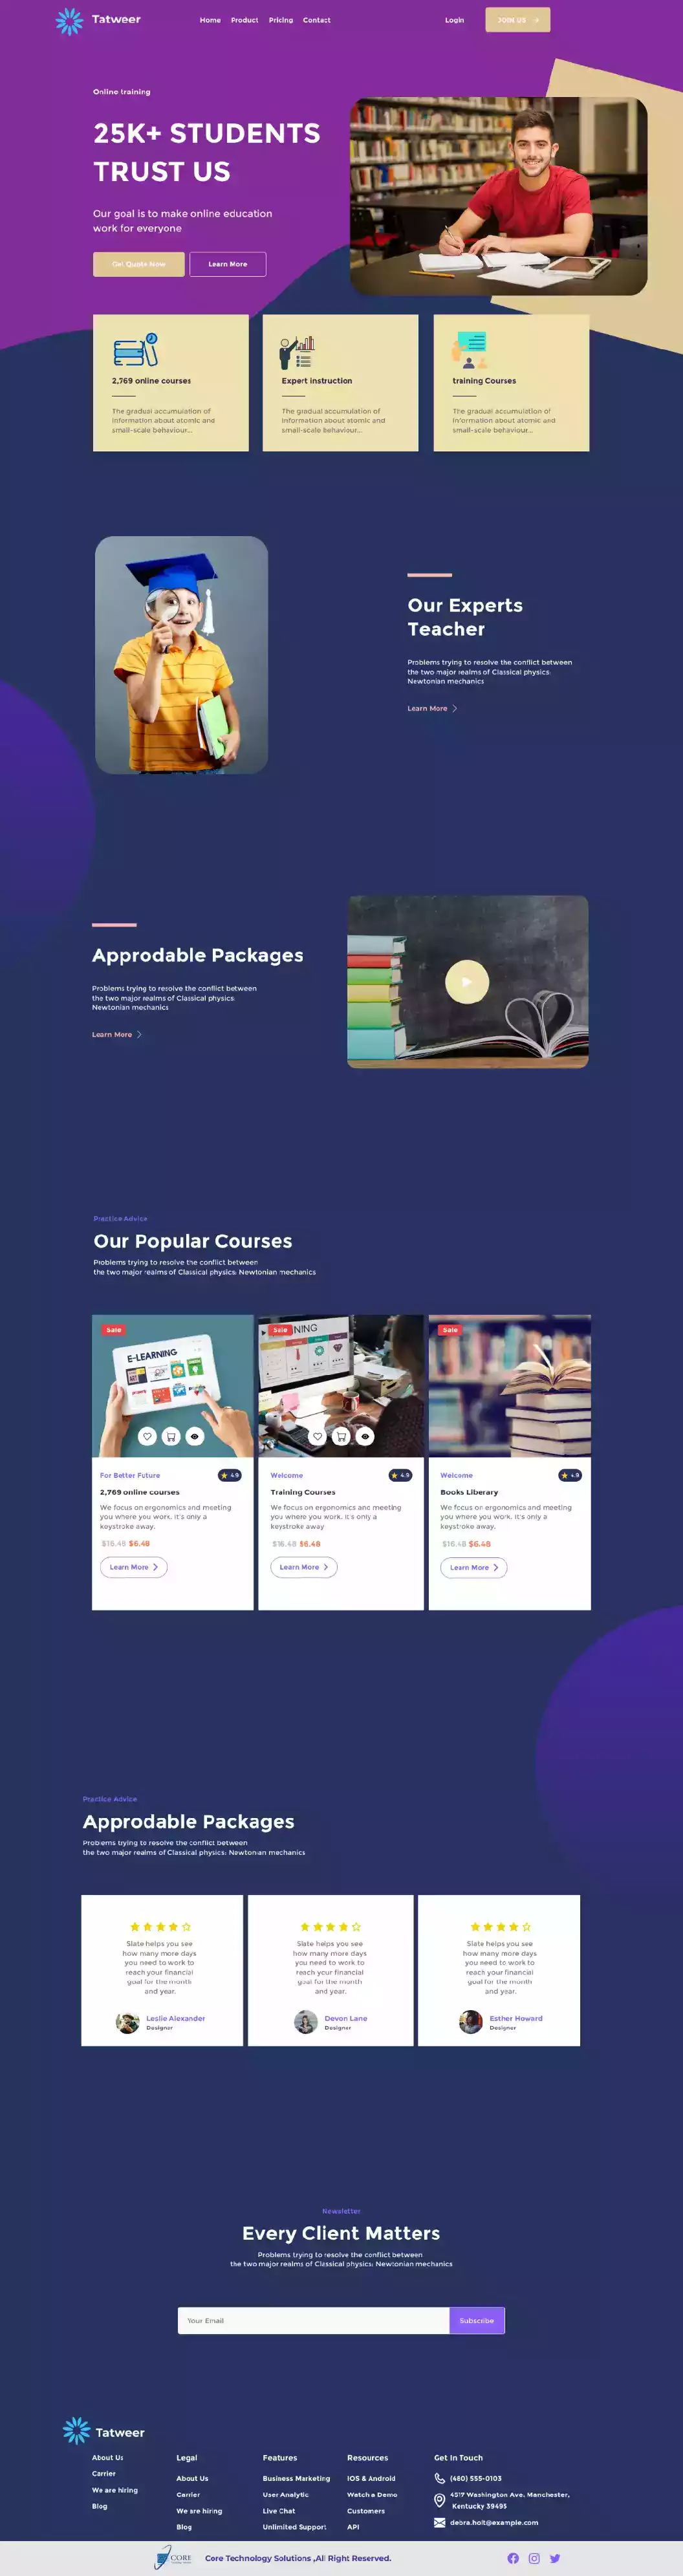 Tatweer
Home Product Pricing Contact
Login
JOIN US
Online training
25K+ STUDENTS
TRUST US
Our goal is to make online education
work for everyone
Get Quote Now
Learn More
2,769 online courses
The gradual accumulation of
information about atomic and
small-scale behaviour...
Expert instruction
The gradual accumulation of
information about atomic and
small-scale behaviour...
training Courses
The gradual accumulation of
information about atomic and
small-scale behaviour...
Our Experts
Teacher
Problems trying to resolve the conflict between
the two major realms of Classical physics:
Newtonian mechanics
Learn More
Approdable Packages
Problems trying to resolve the conflict between
the two major realms of Classical physics:
Newtonian mechanics
Learn More
Practice Advice
Our Popular Courses
Problems trying to resolve the conflict between
the two major realms of Classical physics: Newtonian mechanics
Sale
E-LEARNING
For Better Future
4.9
2,769 online courses
We focus on ergonomics and meeting
you where you work. It's only a
keystroke away.
$16.48 $6.48
Learn More
Sale
NING
Welcome
4.9
Training Courses
We focus on ergonomics and meeting
you where you work. It's only a
keystroke away
$16.48 $6.48
Learn More
Sale
Welcome
4.9
Books Liberary
We focus on ergonomics and meeting
you where you work. It's only a
keystroke away.
$16.48 $6.48
Learn More
Practice Advice
Approdable Packages
Problems trying to resolve the conflict between
the two major realms of Classical physics: Newtonian mechanics
Slate helps you see
how many more days
you need to work to
reach your financial
goal for the month
and year.
Leslie Alexander
Designer
Slate helps you see
how many more days
you need to work to
reach your financial
goal for the month
and year.
Devon Lane
Designer
Slate helps you see
how many more days
you need to work to
reach your financial
goal for the month
and year.
Esther Howard
Designer
Newsletter
Every Client Matters
Problems trying to resolve the conflict between
the two major realms of Classical physics: Newtonian mechanics
Your Email
Subscribe
Tatweer
About Us
Carrier
We are hiring
Blog
Legal
About Us
Carrier
We are hiring
Blog
Features
Business Marketing
User Analytic
Live Chat
Unlimited Support
Resources
IOS & Android
Watch a Demo
Customers
API
Get In Touch
(480) 555-0103
4517 Washington Ave. Manchester,
Kentucky 39495
debra.holt@example.com
CORE
Core Technology Solutions ,All Right Reserved.